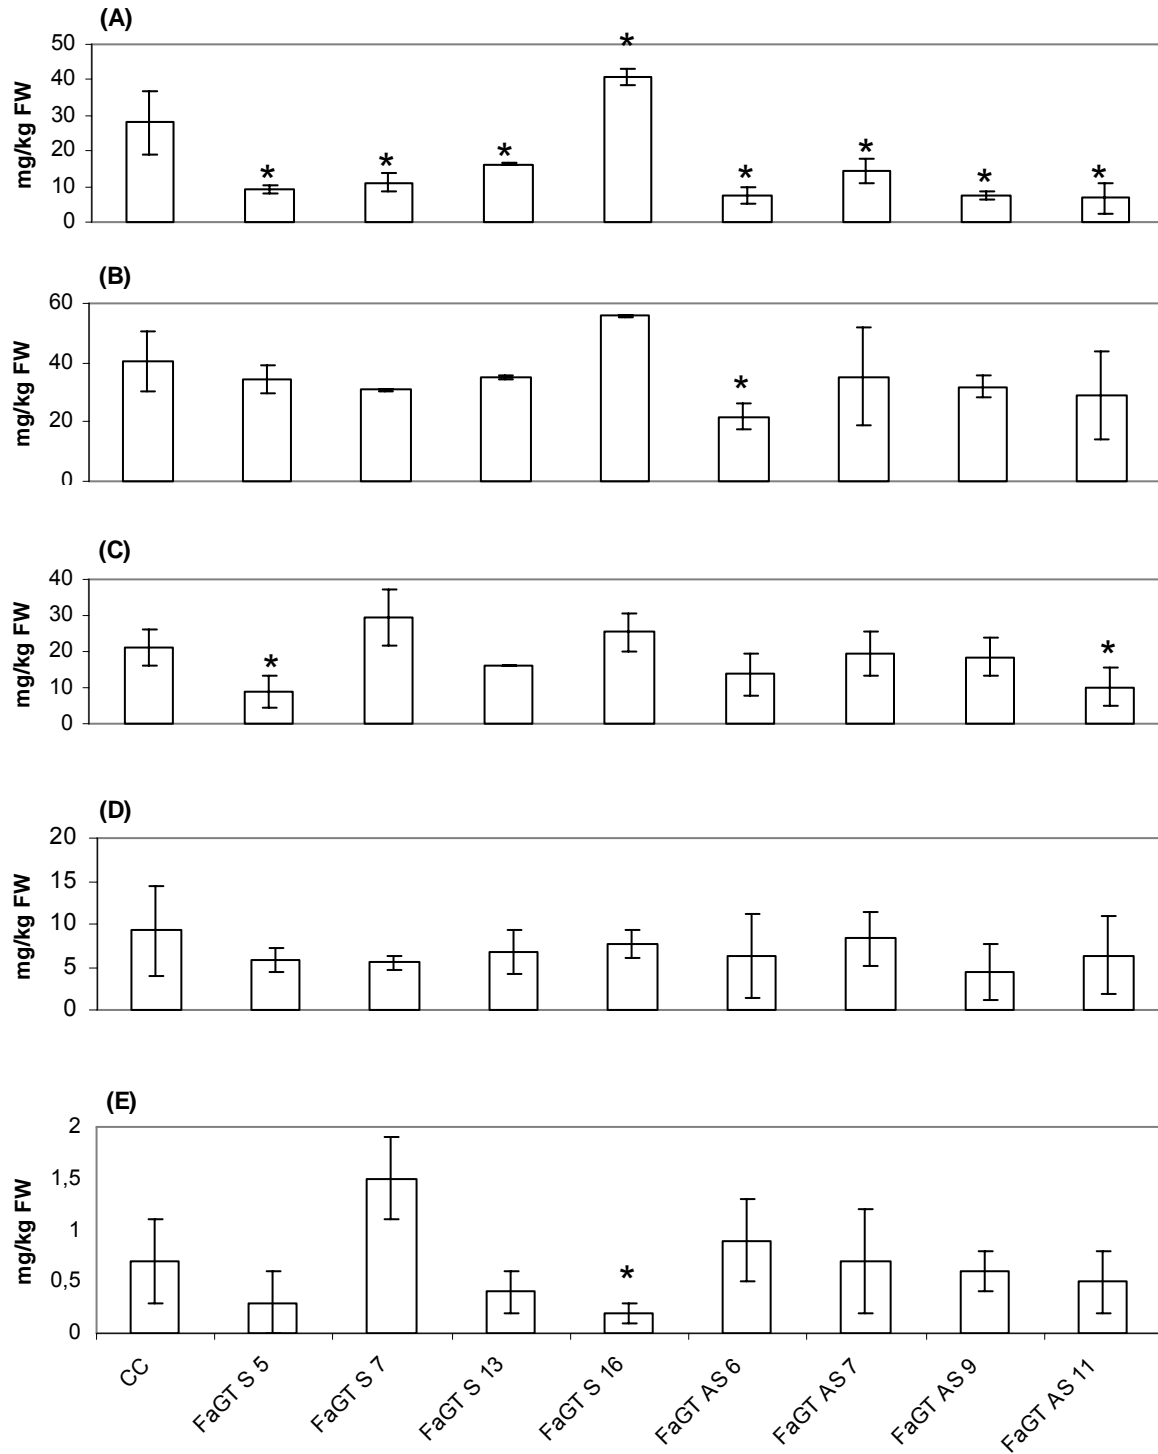 (A)
mg/kg FW
50
40
30
20
10
0
*
*
*
*
*
*
*
*
(B)
mg/kg FW
60
40
20
0
*
(C)
mg/kg FW
40
30
20
10
0
*
*
(D)
mg/kg FW
20
15
10
5
0
(E)
mg/kg FW
2
1,5
1
0,5
0
*
CC
FaGT S 5
FaGT S 7
FaGT S 13
FaGT S 16
FaGT AS 6
FaGT AS 7
FaGT AS 9
FaGT AS 11